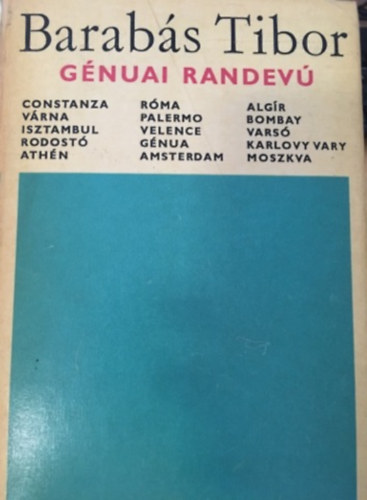 Barabás Tibor
GÉNUAI RANDEVÚ
CONSTANZA
VÁRNA
ISZTAMBUL
RODOSTÓ
ATHÉN
RÓMA
PALERMO
VELENCE
GÉNUA
AMSTERDAM
ALGÍR
BOMBAY
VARSÓ
KARLOVY VARY
MOSZKVA